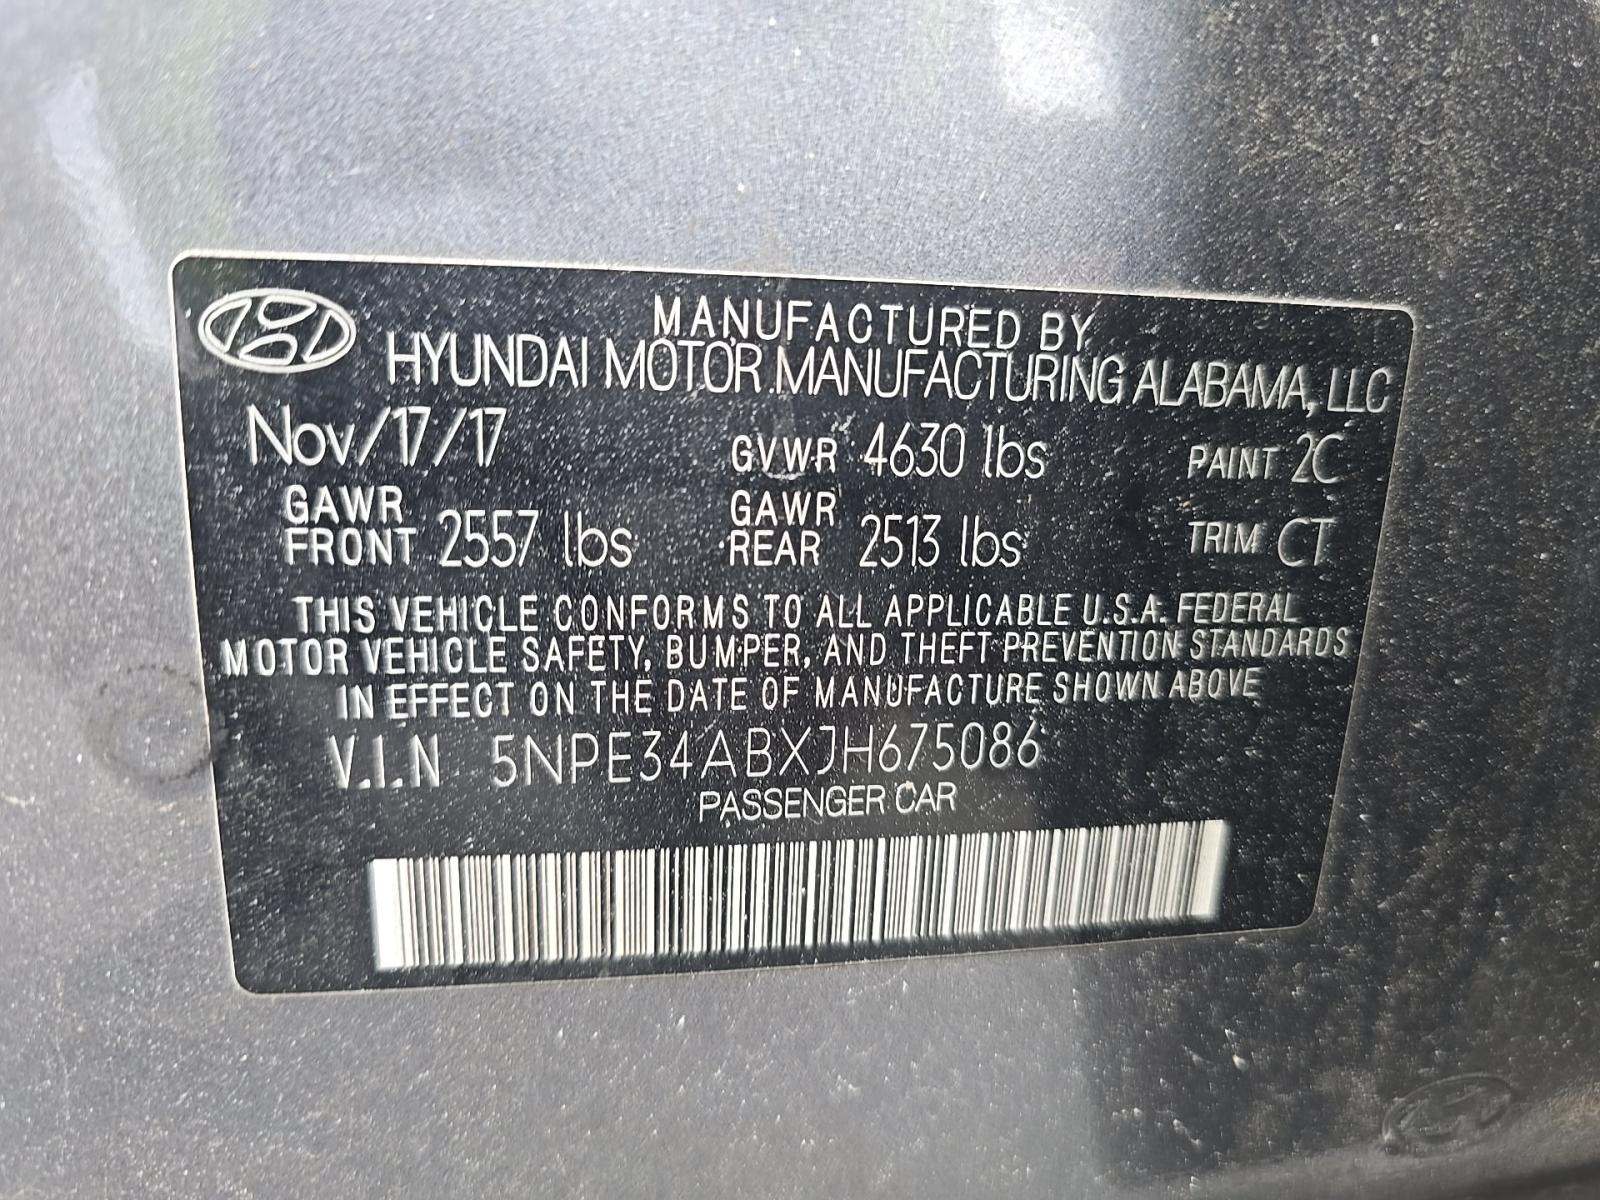 MANUFACTURED BY
HYUNDAI MOTOR MANUFACTURING ALABAMA, LLC
Nov/17/17 GVWR 4630 lbs PAINT 2C
GAWR FRONT 2557 lbs GAWR REAR 2513 lbs TRIM CT
THIS VEHICLE CONFORMS TO ALL APPLICABLE U.S.A. FEDERAL
MOTOR VEHICLE SAFETY, BUMPER, AND THEFT PREVENTION STANDARDS
IN EFFECT ON THE DATE OF MANUFACTURE SHOWN ABOVE
V.I.N 5NPE34ABXJH675086
PASSENGER CAR